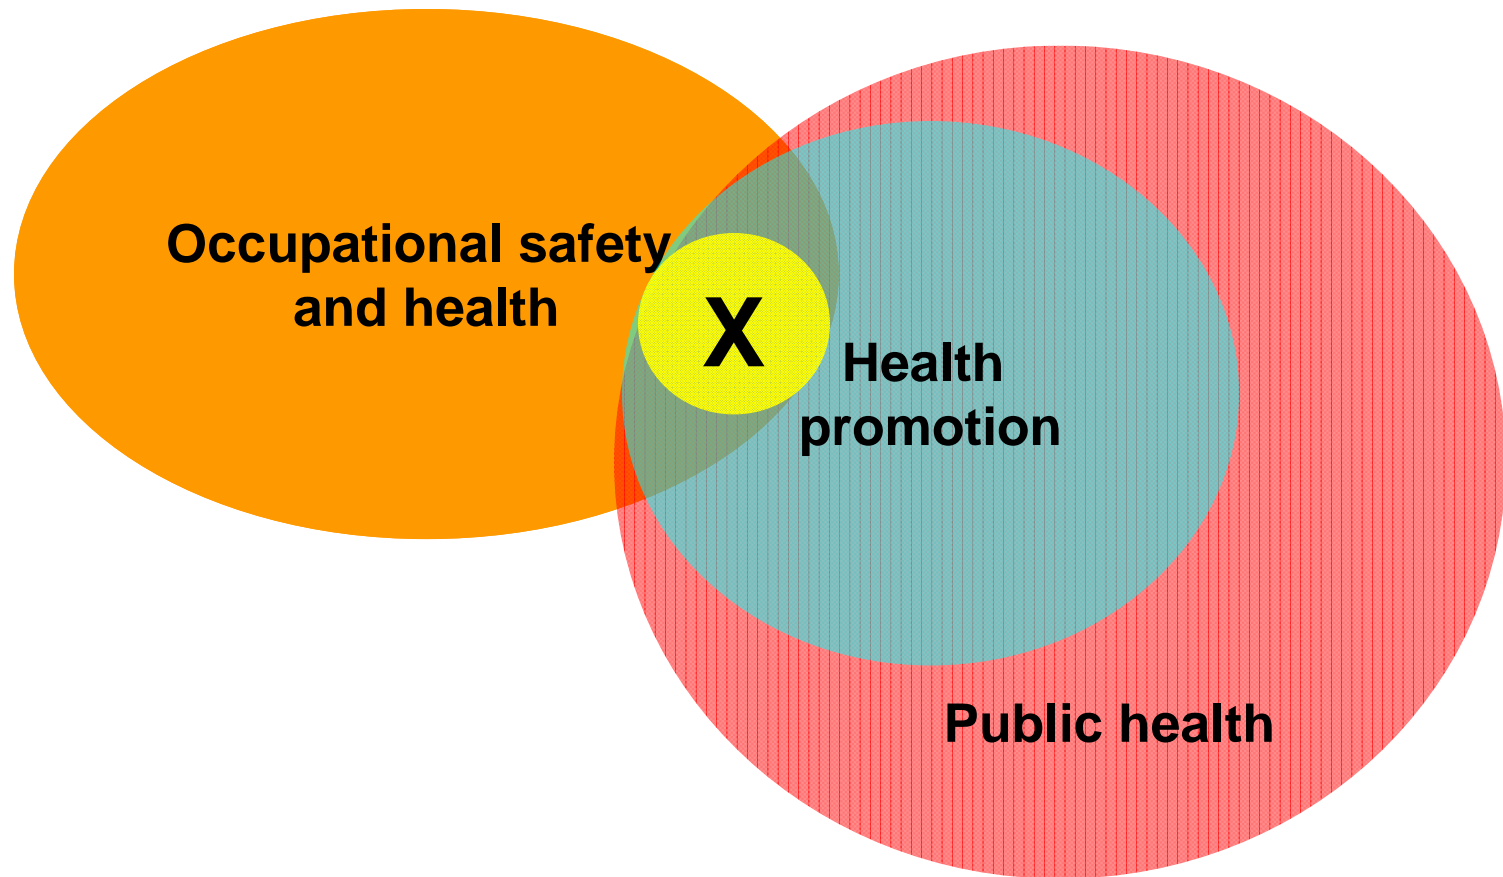 Occupational safety
and health
X
Health
promotion
Public health